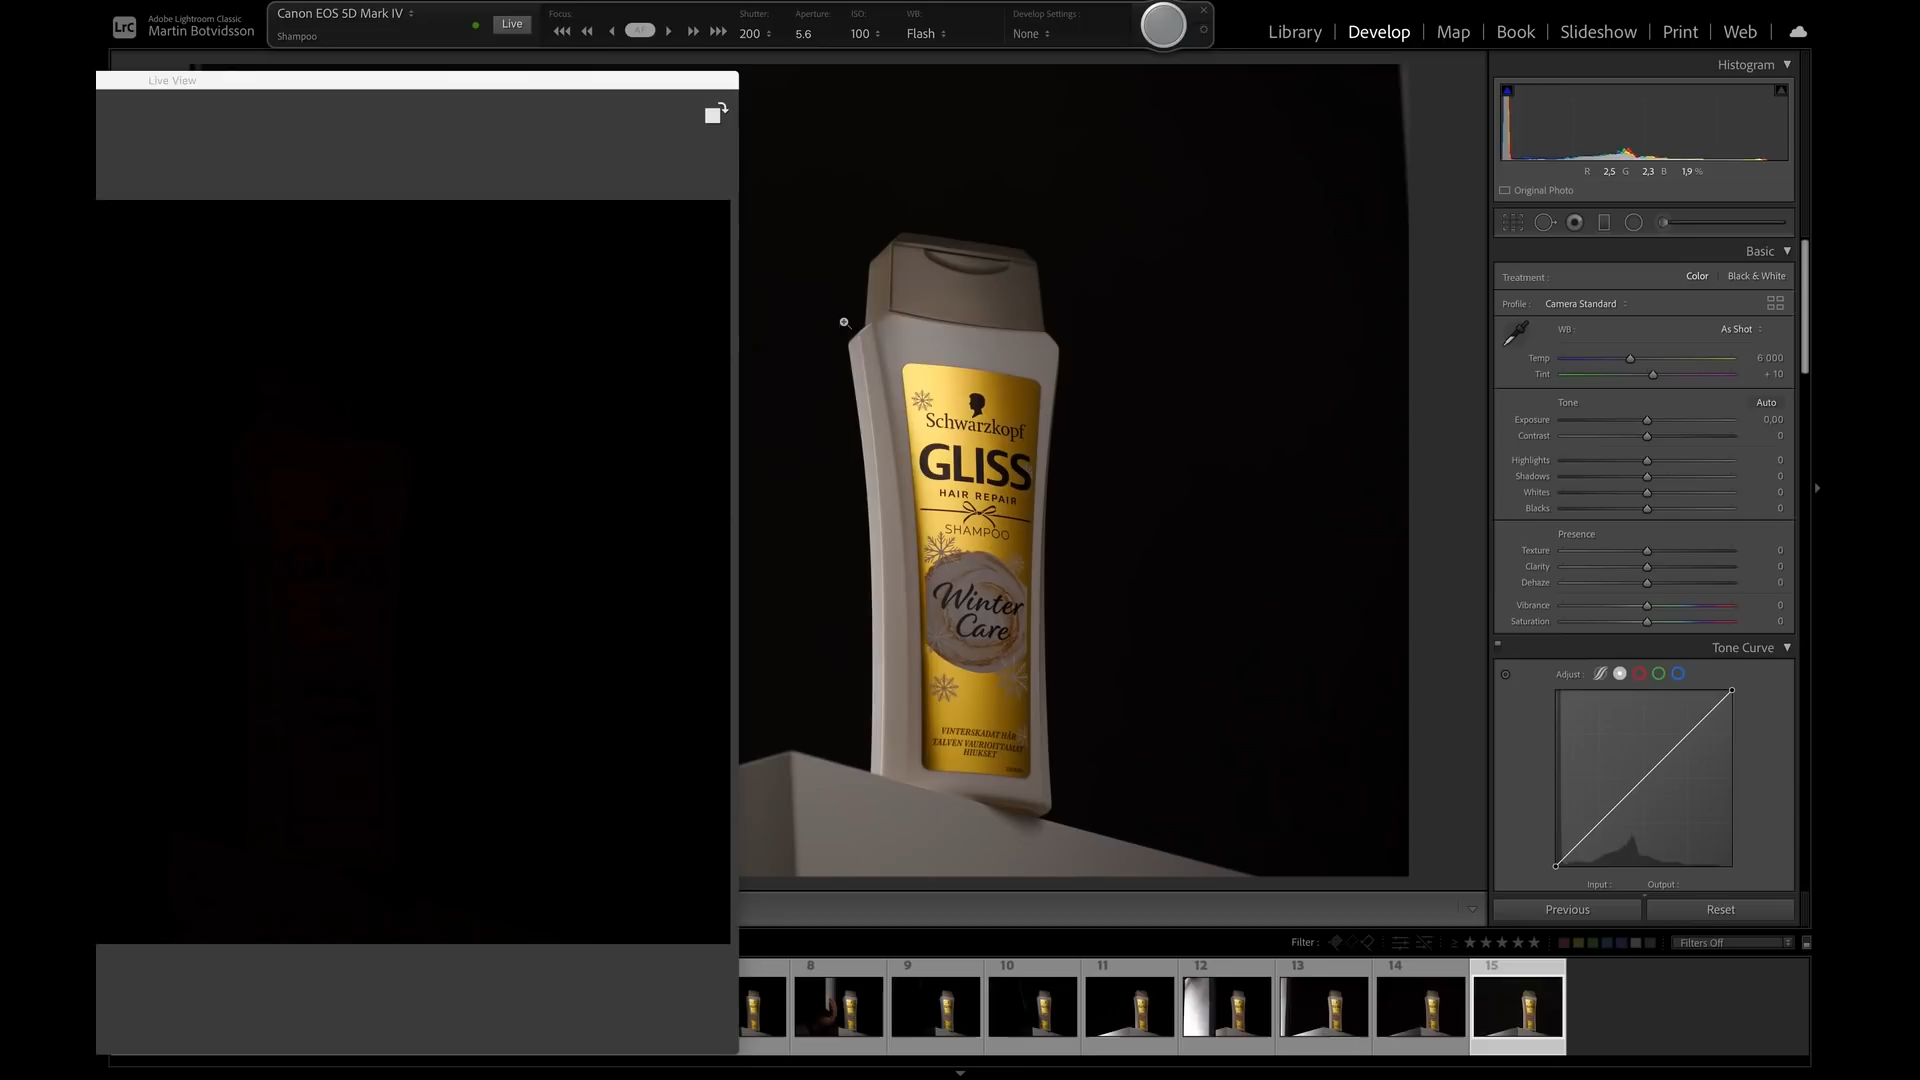 Lrc
Adobe Lightroom Classic
Martin Botvidsson
Canon EOS 5D Mark IV
Shampoo
Live
Focus:
Shutter:
200
Aperture:
5.6
ISO:
100
WB:
Flash
Develop Settings :
None
Library | Develop | Map | Book | Slideshow | Print | Web
Live View
Histogram
R 2,5 G 2,3 B 1,9 %
Original Photo
Basic
Treatment : Color Black & White
Profile : Camera Standard
WB : As Shot
Temp 6 000
Tint + 10
Tone Auto
Exposure 0,00
Contrast 0
Highlights 0
Shadows 0
Whites 0
Blacks 0
Presence
Texture 0
Clarity 0
Dehaze 0
Vibrance 0
Saturation 0
Tone Curve
Adjust :
Input : Output :
Previous Reset
Schwarzkopf
GLISS
HAIR REPAIR
SHAMPOO
Winter
Care
VINTERSKADAT HÅR
TALVEN VAURIOITTAMAT
HIUKSET
Filter : Filters Off
8 9 10 11 12 13 14 15